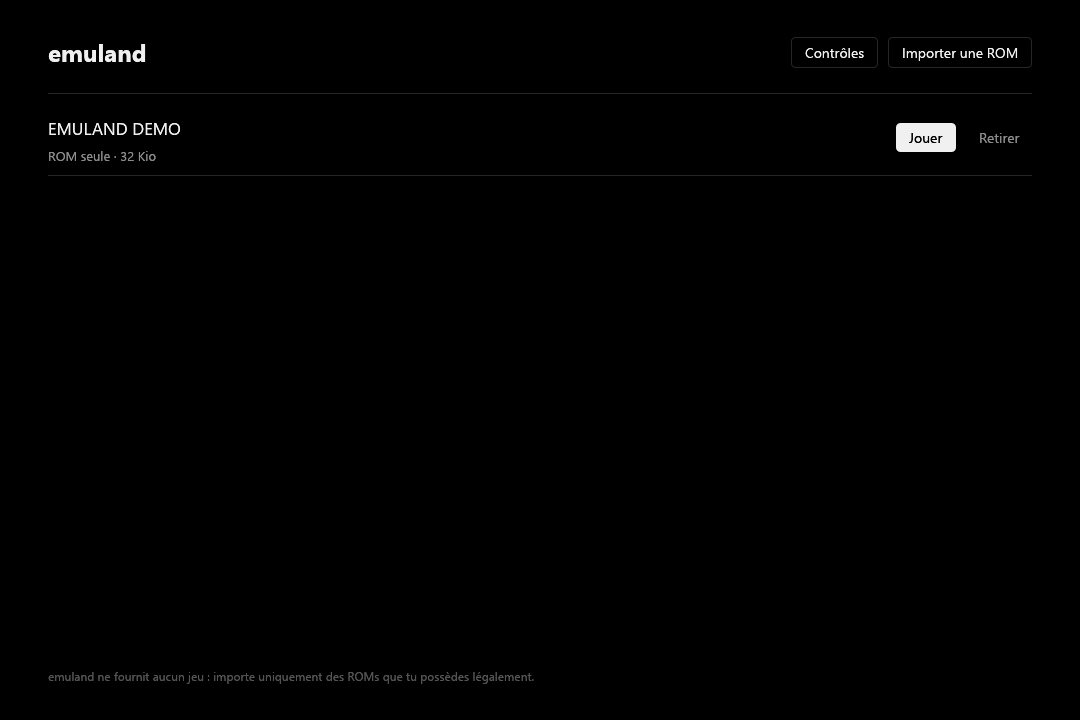 emuland
Contrôles
Importer une ROM
EMULAND DEMO
ROM seule · 32 Kio
Jouer
Retirer
emuland ne fournit aucun jeu : importe uniquement des ROMs que tu possèdes légalement.